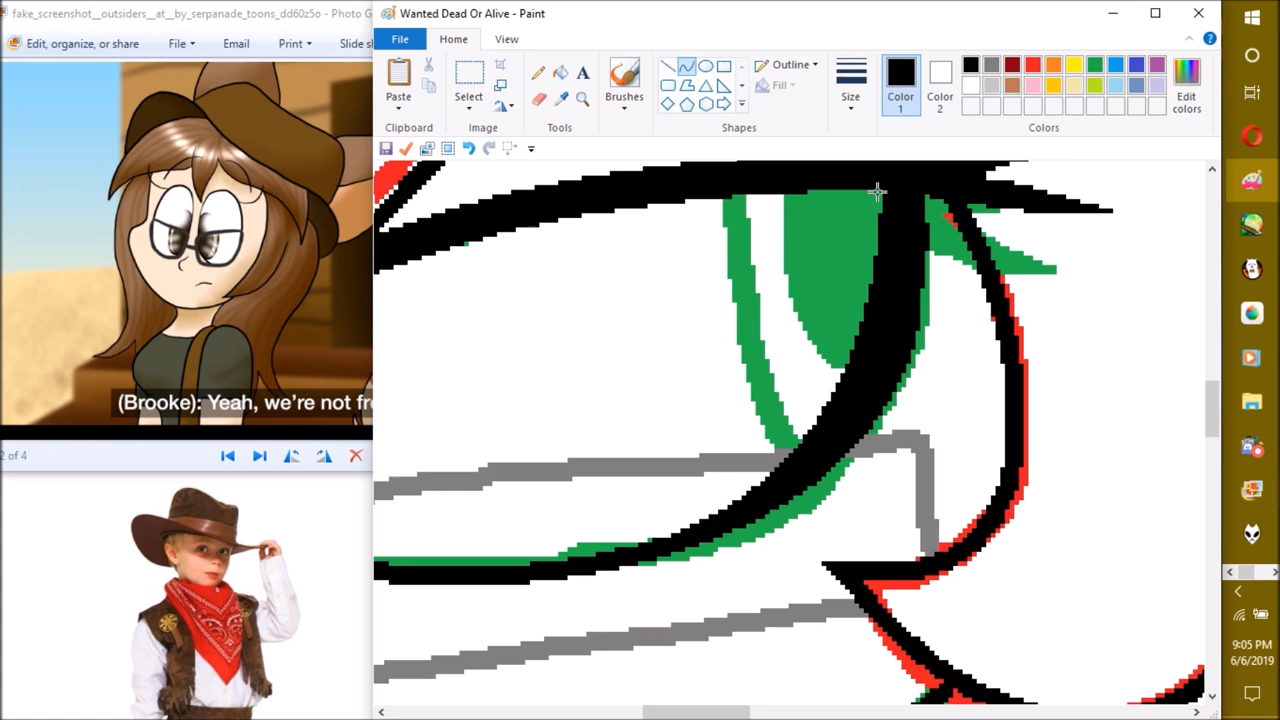 fake_screenshot__outsiders__at__by_serpanade_toons_dd60z5o - Photo G
Wanted Dead Or Alive - Paint
Edit, organize, or share
File
Email
Print
Slide s
File
Home
View
Paste
Select
Brushes
Outline
Fill
Size
Color
1
Color
2
Edit
colors
Clipboard
Image
Tools
Shapes
Colors
(Brooke): Yeah, we're not fr
2 of 4
9:05 PM
6/6/2019